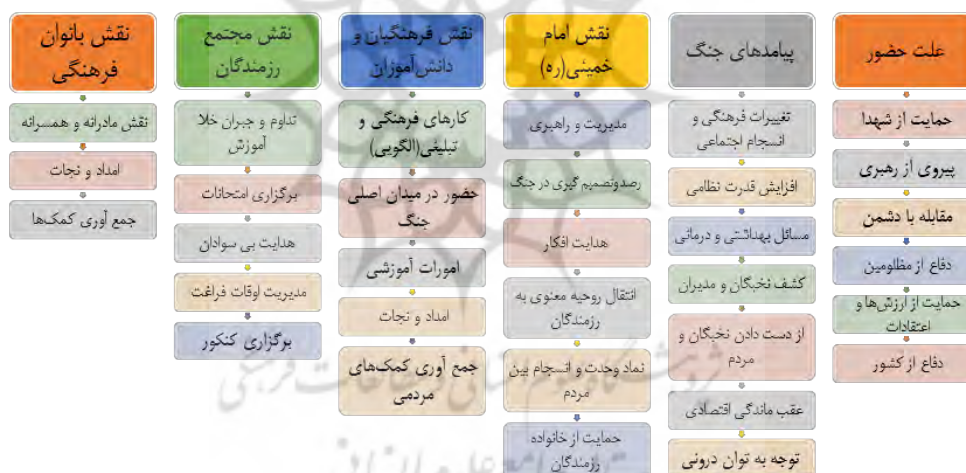 علت حضور
حمایت از شهدا
پیروی از رهبری
مقابله با دشمن
دفاع از مظلومین
حمایت از ارزش‌ها و
اعتقادات
دفاع از کشور
پیامدهای جنگ
تغییرات فرهنگی و
انسجام اجتماعی
افزایش قدرت نظامی
مسائل بهداشتی و درمانی
کشف نخبگان و مدیران
از دست دادن نخبگان و
مردم
عقب ماندگی اقتصادی
توجه به توان درونی
نقش امام
خمینی(ره)
مدیریت و راهبری
رصدوتصمیم گیری در جنگ
هدایت افکار
انتقال روحیه معنوی به
رزمندگان
نماد وحدت و انسجام بین
مردم
حمایت از خانواده
رزمندگان
نقش فرهنگیان و
دانش‌آموزان
کارهای فرهنگی و
تبلیغی(الگویی)
حضور در میدان اصلی
جنگ
امورات آموزشی
امداد و نجات
جمع آوری کمک‌های
مردمی
نقش مجتمع
رزمندگان
تداوم و جبران خلا
آموزش
برگزاری امتحانات
هدایت بی سوادان
مدیریت اوقات فراغت
برگزاری کنکور
نقش بانوان
فرهنگی
نقش مادرانه و همسرانه
امداد و نجات
جمع آوری کمک‌ها
پژوهشگاه علوم انسانی و مطالعات فرهنگی